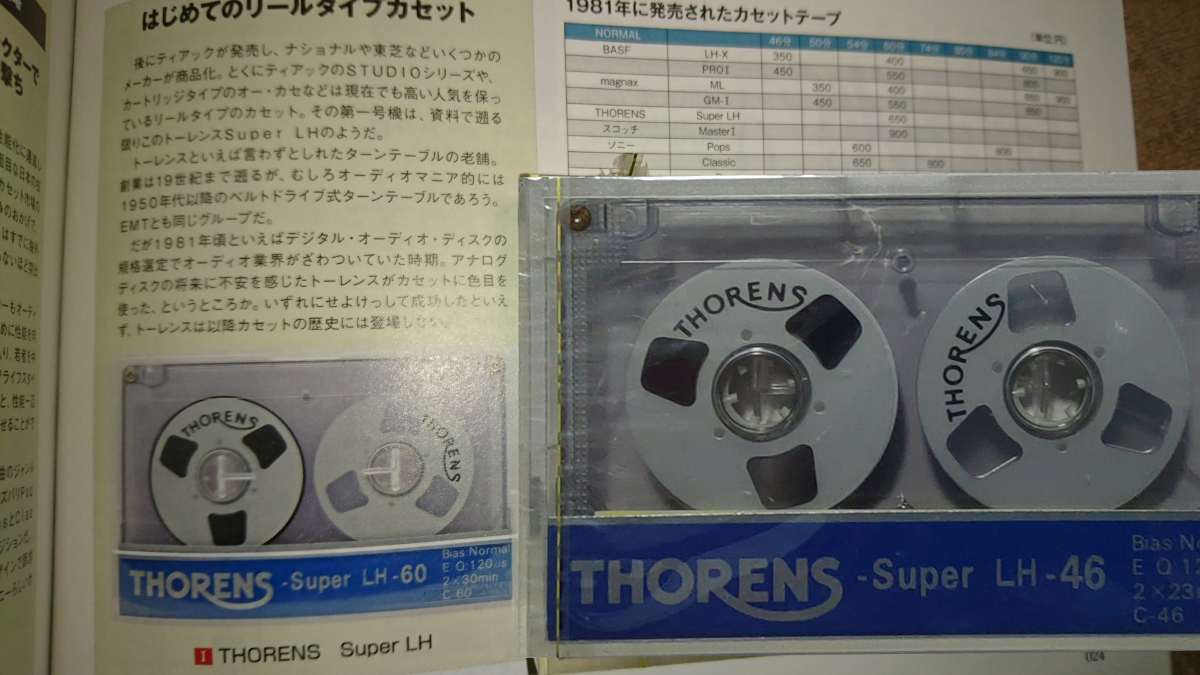 はじめてのリールタイプカセット
後にティアックが発売し、ナショナルや東芝などいくつかの
メーカーが商品化。とくにティアックのSTUDIOシリーズや、
カートリッジタイプのオー・カセなどは現在でも高い人気を保っ
ているリールタイプのカセット。その第一号機は、資料で遡る
限りこのトーレンスSuper LHのようだ。
トーレンスといえば言わずとしれたターンテーブルの老舗。
創業は19世紀まで遡るが、むしろオーディオマニア的には
1950年代以降のベルトドライブ式ターンテーブルであろう。
EMTとも同じグループだ。
だが1981年頃といえばデジタル・オーディオ・ディスクの
規格選定でオーディオ業界がざわついていた時期。アナログ
ディスクの将来に不安を感じたトーレンスがカセットに色目を
使った、というところか。いずれにせよけっして成功したといえ
ず、トーレンスは以降カセットの歴史には登場しない。
THORENS
THORENS
THORENS -Super LH-60
Bias Normal
E Q:120μs
2×30min
C-60
I THORENS Super LH
1981年に発売されたカセットテープ
(単位:円)
NORMAL 46分 50分 54分 60分 74分 80分 84分 90分 120分
BASF LH-X 350 400
PROI 450 550 650 900
magnax ML 350 400 800
GM-I 450 550 650 900
THORENS Super LH 650 850
スコッチ MasterI 900
ソニー Pops 600 800
Classic 650 800
THORENS
THORENS
THORENS -Super LH-46
Bias No
E Q:12
2×23m
C-46
024